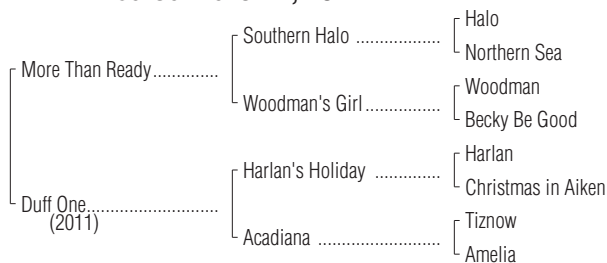 Halo
Southern Halo ..................
Northern Sea
More Than Ready..............
Woodman
Woodman's Girl................
Becky Be Good
Harlan
Harlan's Holiday ..............
Christmas in Aiken
Duff One............................
(2011)
Tiznow
Acadiana ..........................
Amelia